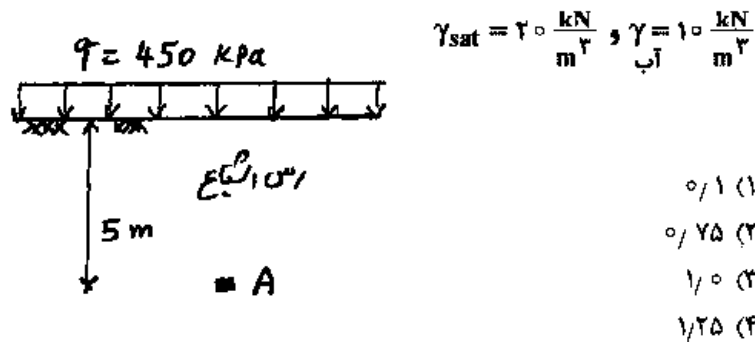 γsat = ۲۰ kN/m³ , γآب = ۱۰ kN/m³
q = 450 kPa
رس اشباع
5 m
A
۱) ۰/۱
۲) ۰/۷۵
۳) ۱/۰
۴) ۱/۲۵